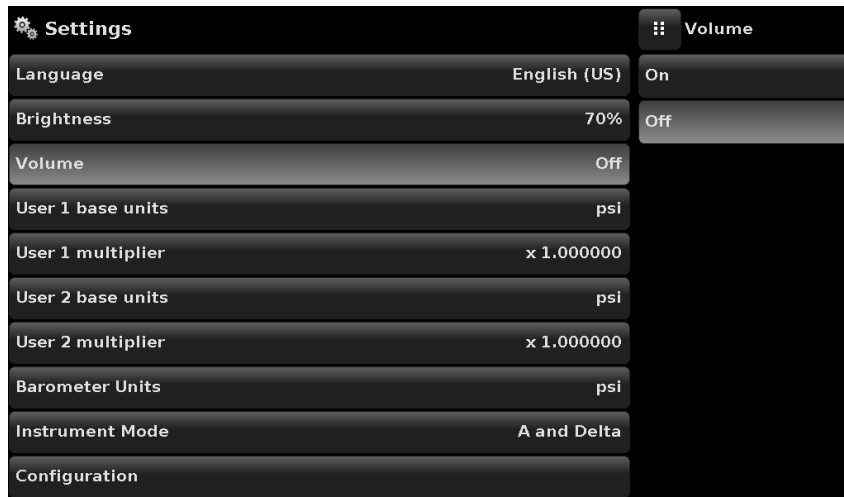 Settings
Language English (US)
Brightness 70%
Volume Off
User 1 base units psi
User 1 multiplier x 1.000000
User 2 base units psi
User 2 multiplier x 1.000000
Barometer Units psi
Instrument Mode A and Delta
Configuration
Volume
On
Off